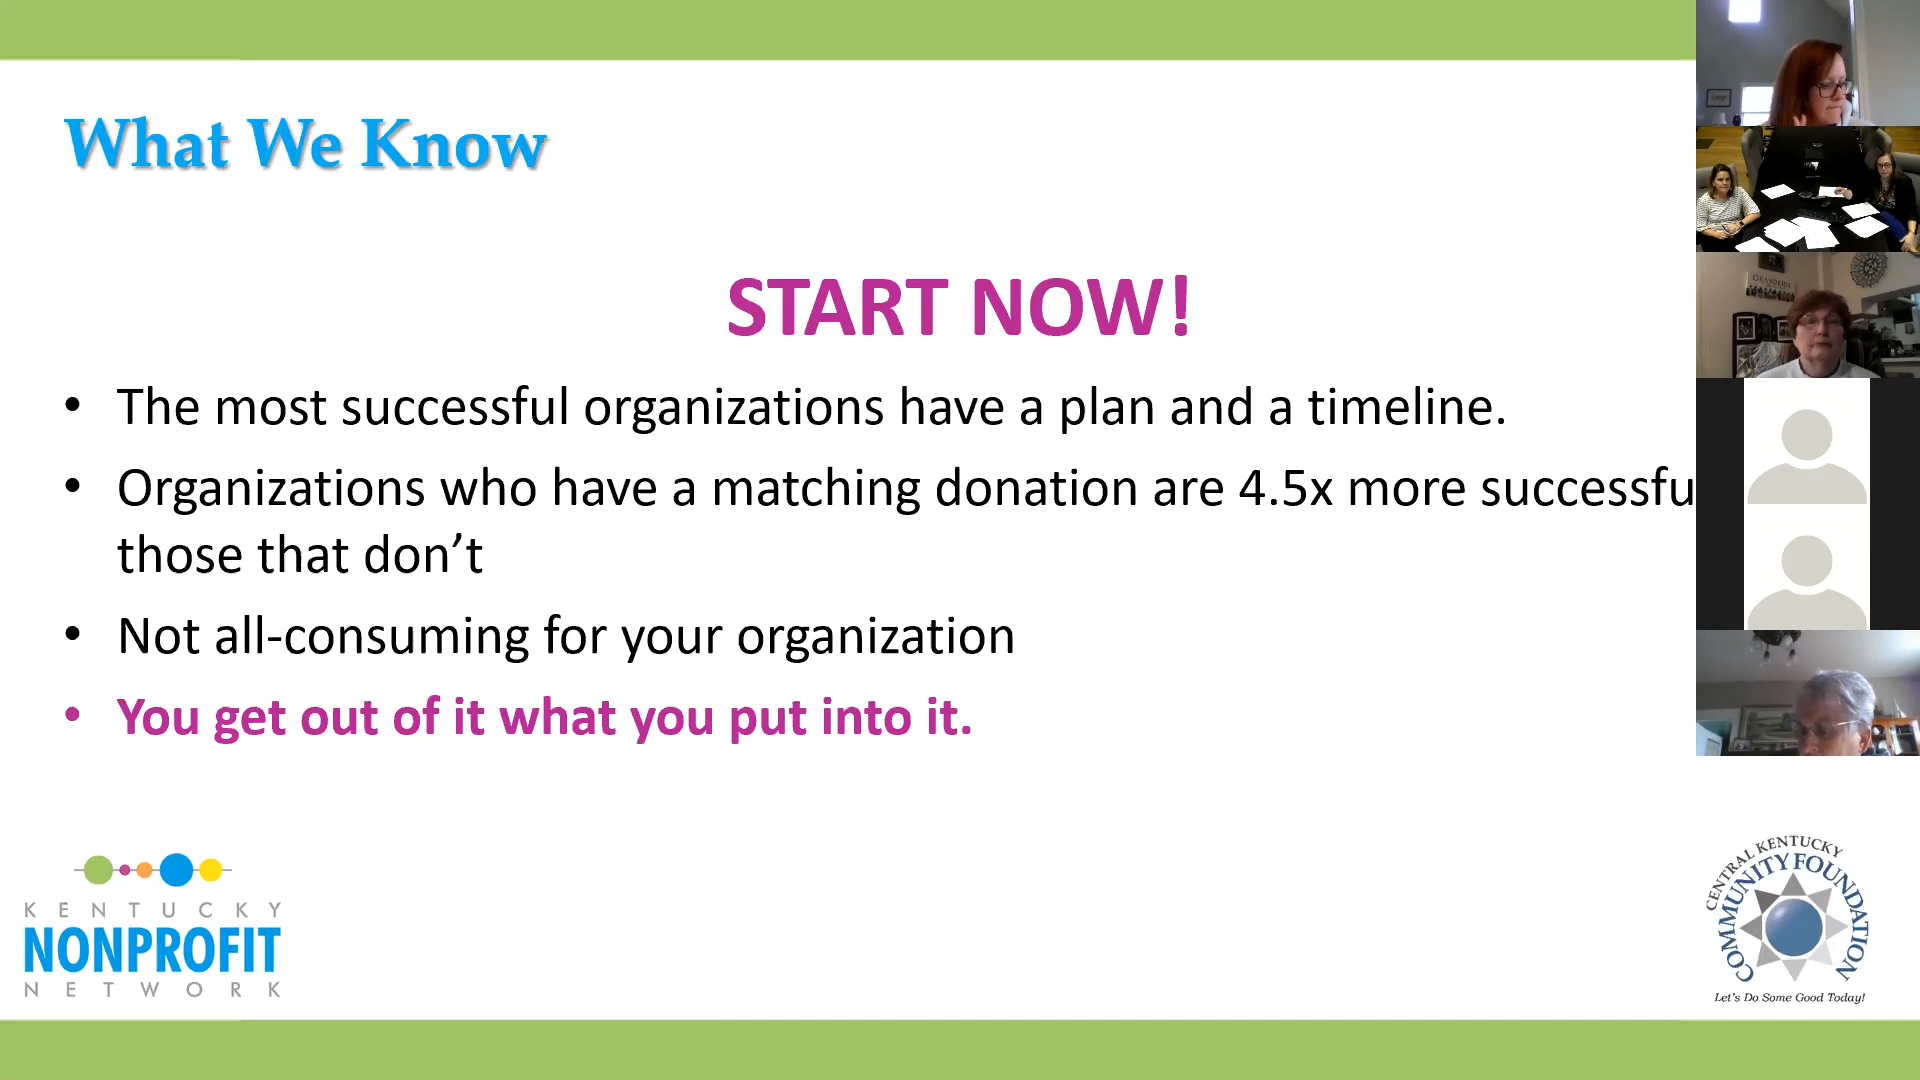 What We Know
START NOW!
• The most successful organizations have a plan and a timeline.
• Organizations who have a matching donation are 4.5x more successfu
those that don’t
• Not all-consuming for your organization
• You get out of it what you put into it.
KENTUCKY
NONPROFIT
NETWORK
CENTRAL KENTUCKY
COMMUNITY FOUNDATION
Let's Do Some Good Today!
GRANDKIDS